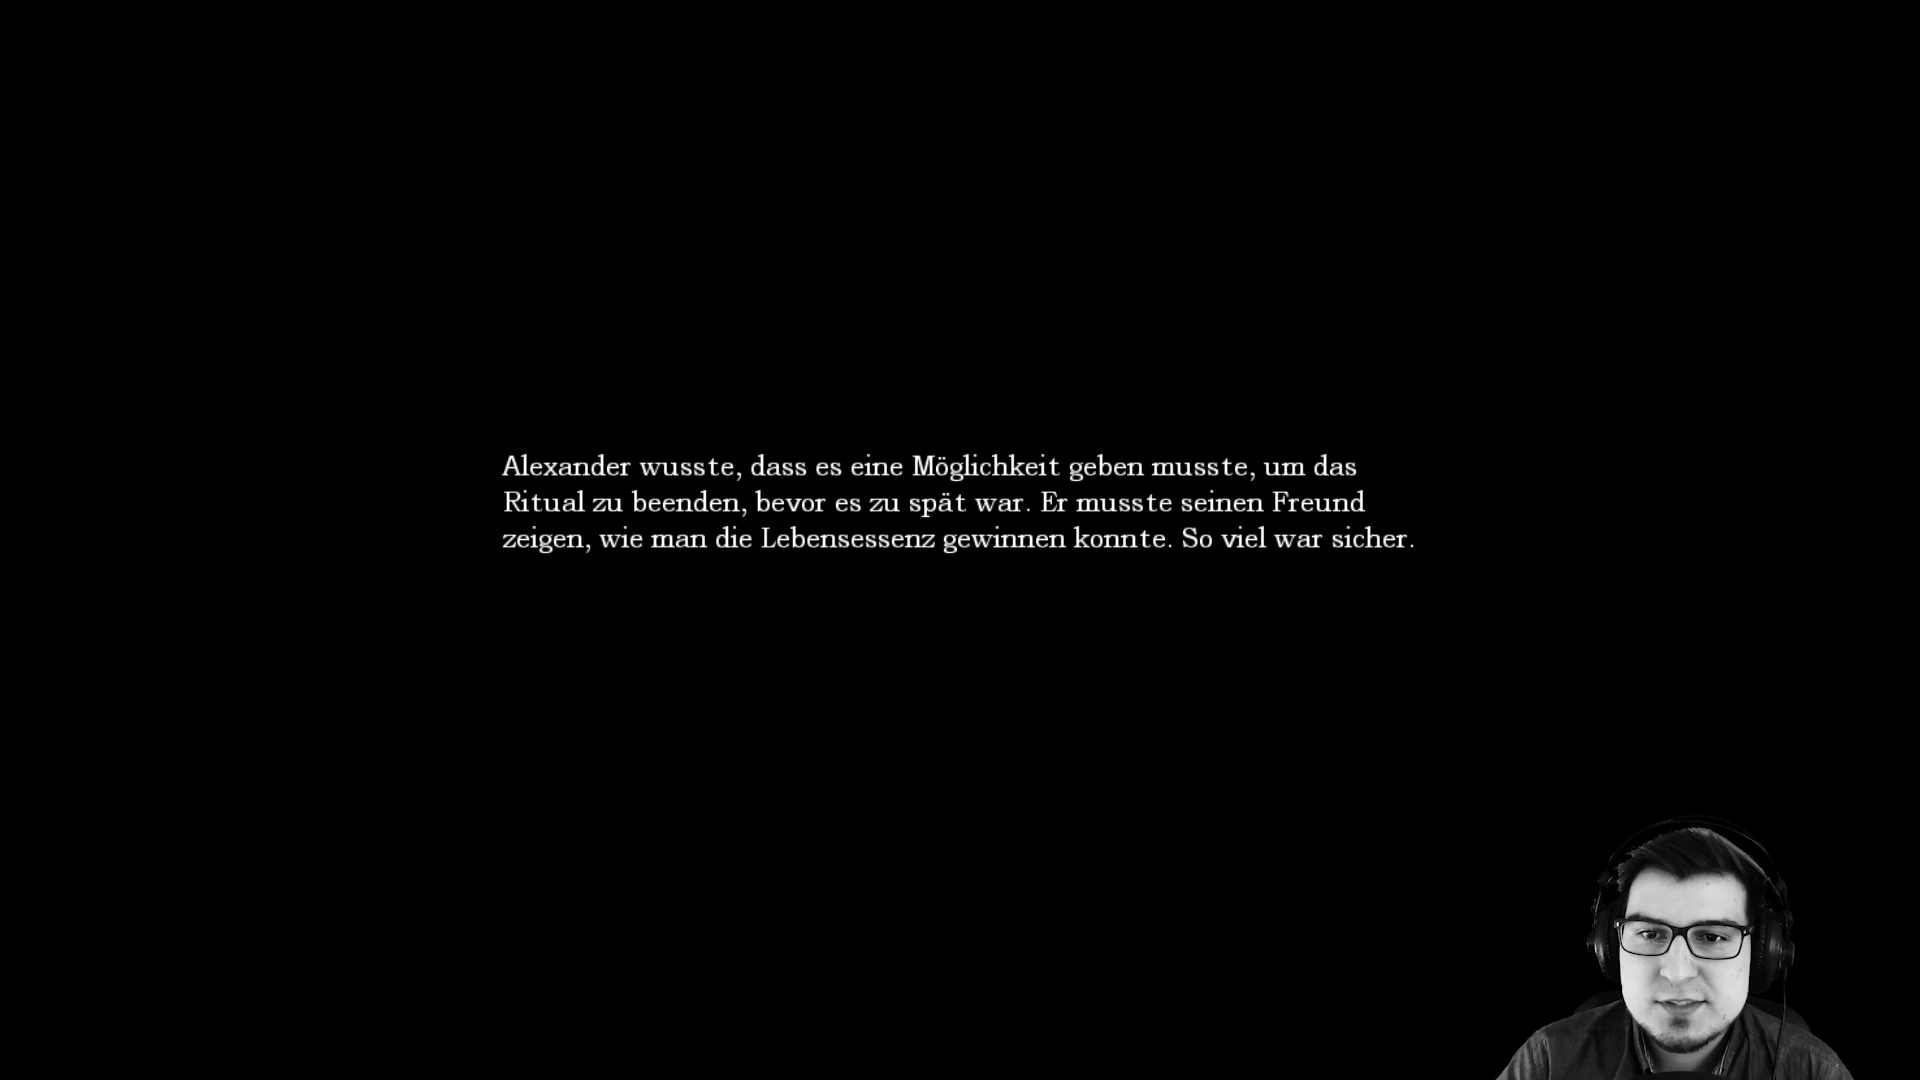 Alexander wusste, dass es eine Möglichkeit geben musste, um das
Ritual zu beenden, bevor es zu spät war. Er musste seinen Freund
zeigen, wie man die Lebensessenz gewinnen konnte. So viel war sicher.